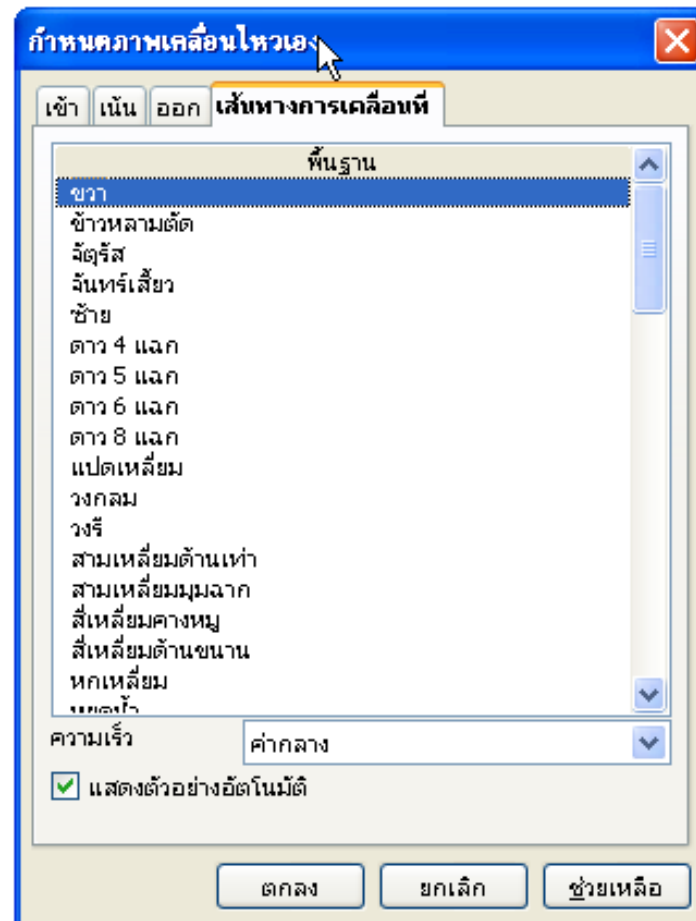 กำหนดภาพเคลื่อนไหวเอง
เข้า เน้น ออก เส้นทางการเคลื่อนที่
พื้นฐาน
ขวา
ข้าวหลามตัด
จัตุรัส
จันทร์เสี้ยว
ซ้าย
ดาว 4 แฉก
ดาว 5 แฉก
ดาว 6 แฉก
ดาว 8 แฉก
แปดเหลี่ยม
วงกลม
วงรี
สามเหลี่ยมด้านเท่า
สามเหลี่ยมมุมฉาก
สี่เหลี่ยมคางหมู
สี่เหลี่ยมด้านขนาน
หกเหลี่ยม
หยดน้ำ
ความเร็ว ค่ากลาง
แสดงตัวอย่างอัตโนมัติ
ตกลง ยกเลิก ช่วยเหลือ